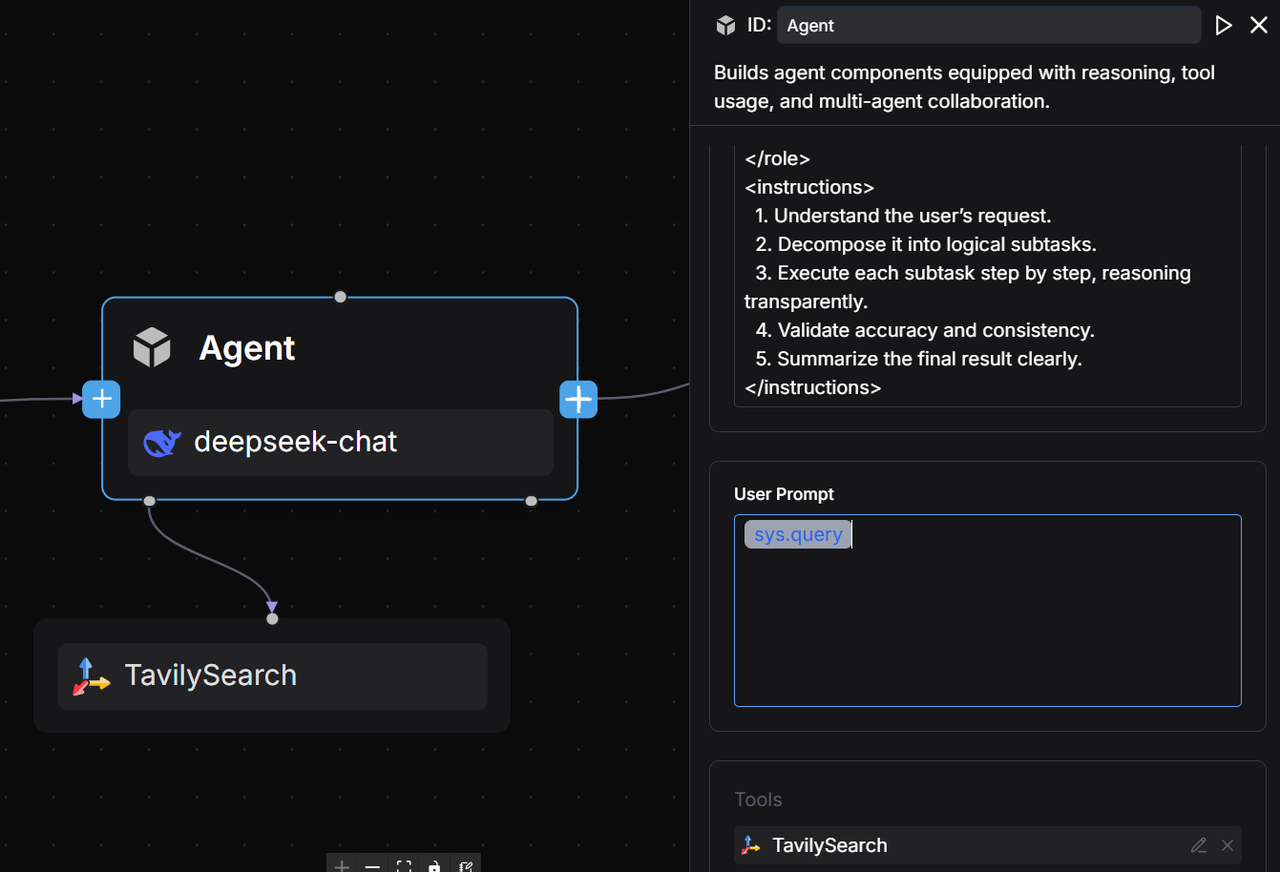 ID:
Agent
Builds agent components equipped with reasoning, tool
usage, and multi-agent collaboration.
</role>
<instructions>
1. Understand the user’s request.
2. Decompose it into logical subtasks.
3. Execute each subtask step by step, reasoning
transparently.
4. Validate accuracy and consistency.
5. Summarize the final result clearly.
</instructions>
User Prompt
sys.query
Tools
TavilySearch
Agent
deepseek-chat
TavilySearch